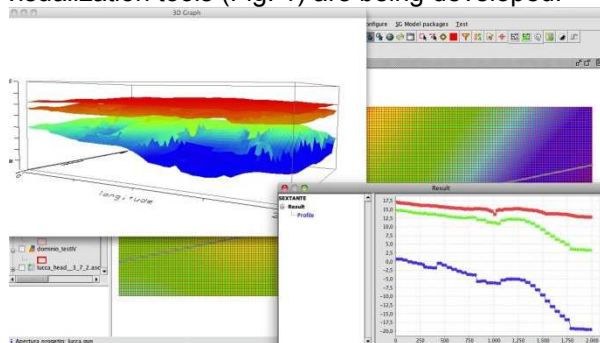 visualization tools (Fig. 1) are being developed.
3D Graph
nfigure SG Model packages Test
longitude
Result
SEXTANTE
Result
Profile
17,5
15,0
12,5
10,0
7,5
5,0
2,5
0,0
-2,5
-5,0
-7,5
-10,0
-12,5
-15,0
-17,5
-20,0
0 250 500 750 1.000 1.250 1.500 1.750 2.000
dominio_testIV
lucca_head__3_7_2.asc
Apertura progetto: lucca.gvp